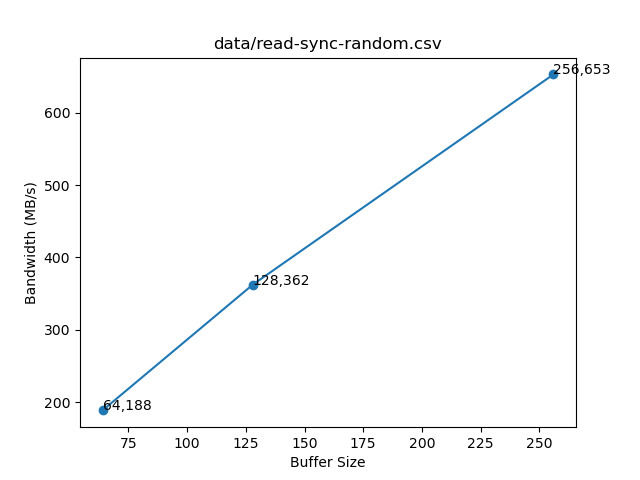 data/read-sync-random.csv
256,653
600
500
Bandwidth (MB/s)
400
128,362
300
200
64,188
75 100 125 150 175 200 225 250
Buffer Size